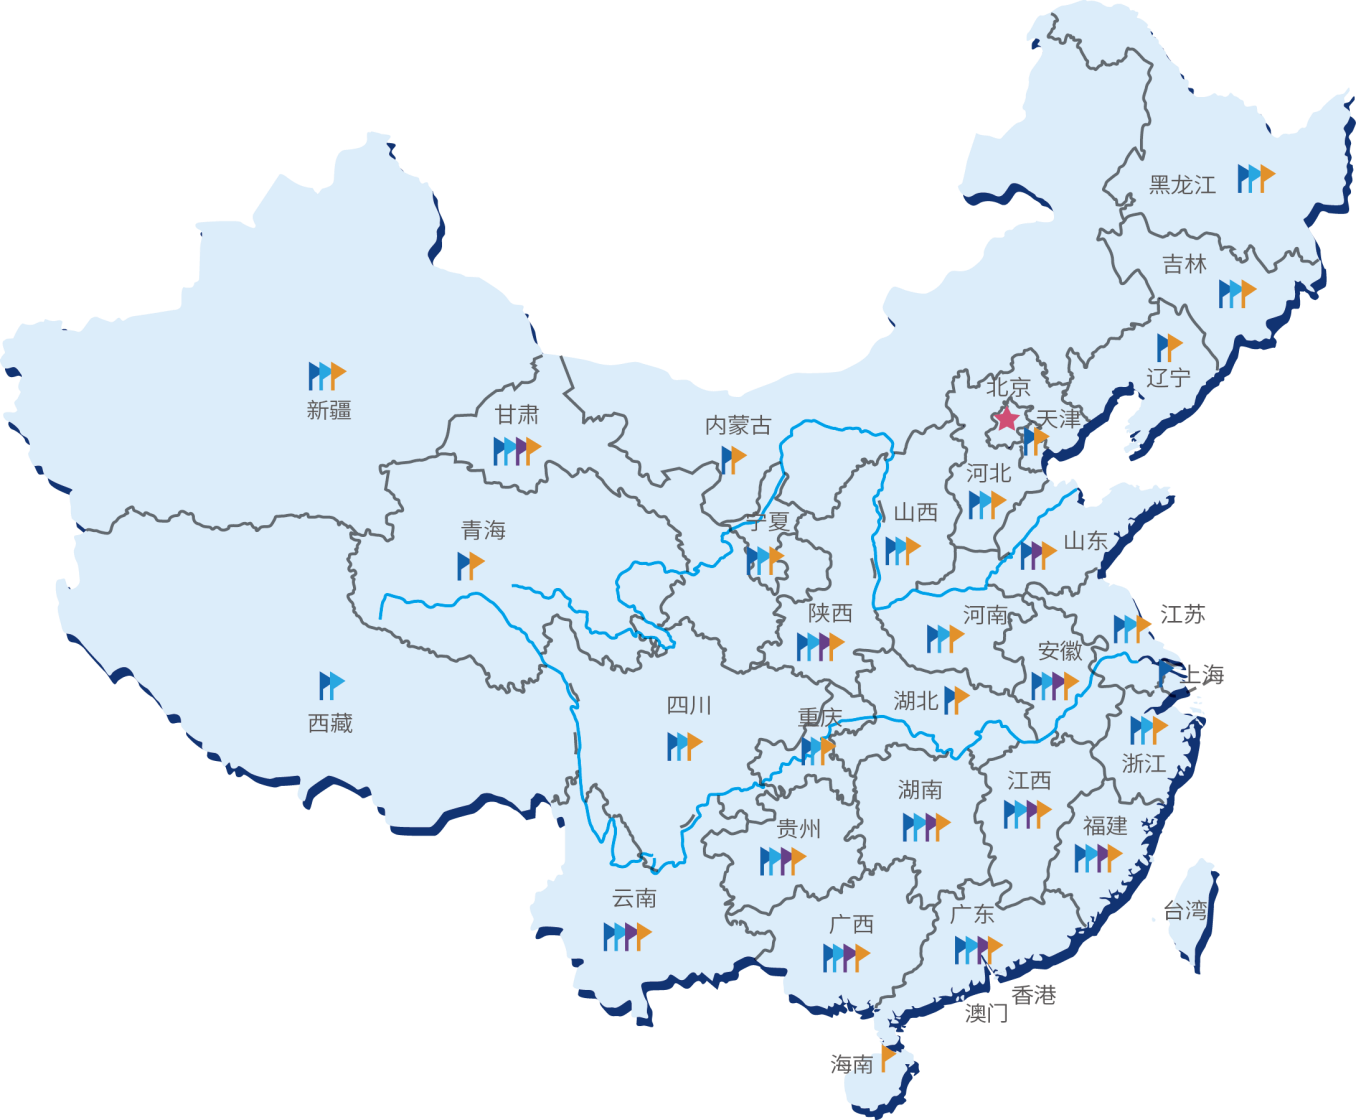 黑龙江
吉林
辽宁
北京
天津
新疆
甘肃
内蒙古
河北
山西
宁夏
青海
山东
陕西
河南
江苏
安徽
上海
西藏
四川
湖北
重庆
浙江
江西
湖南
贵州
福建
云南
广西
广东
台湾
香港
澳门
海南